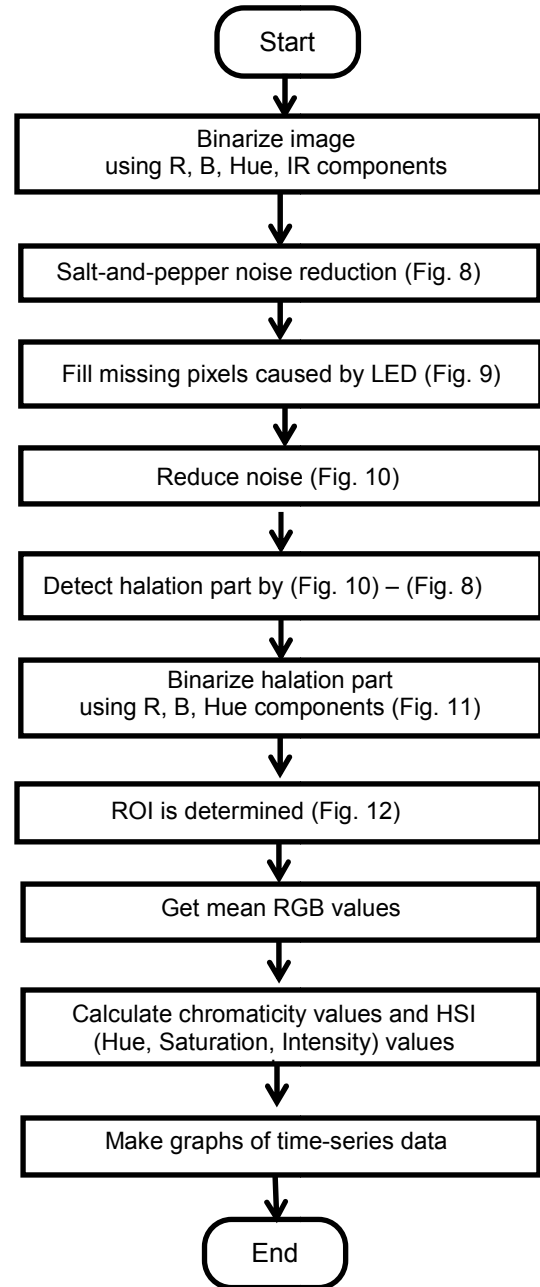 Start
Binarize image
using R, B, Hue, IR components
Salt-and-pepper noise reduction (Fig. 8)
Fill missing pixels caused by LED (Fig. 9)
Reduce noise (Fig. 10)
Detect halation part by (Fig. 10) – (Fig. 8)
Binarize halation part
using R, B, Hue components (Fig. 11)
ROI is determined (Fig. 12)
Get mean RGB values
Calculate chromaticity values and HSI
(Hue, Saturation, Intensity) values
Make graphs of time-series data
End